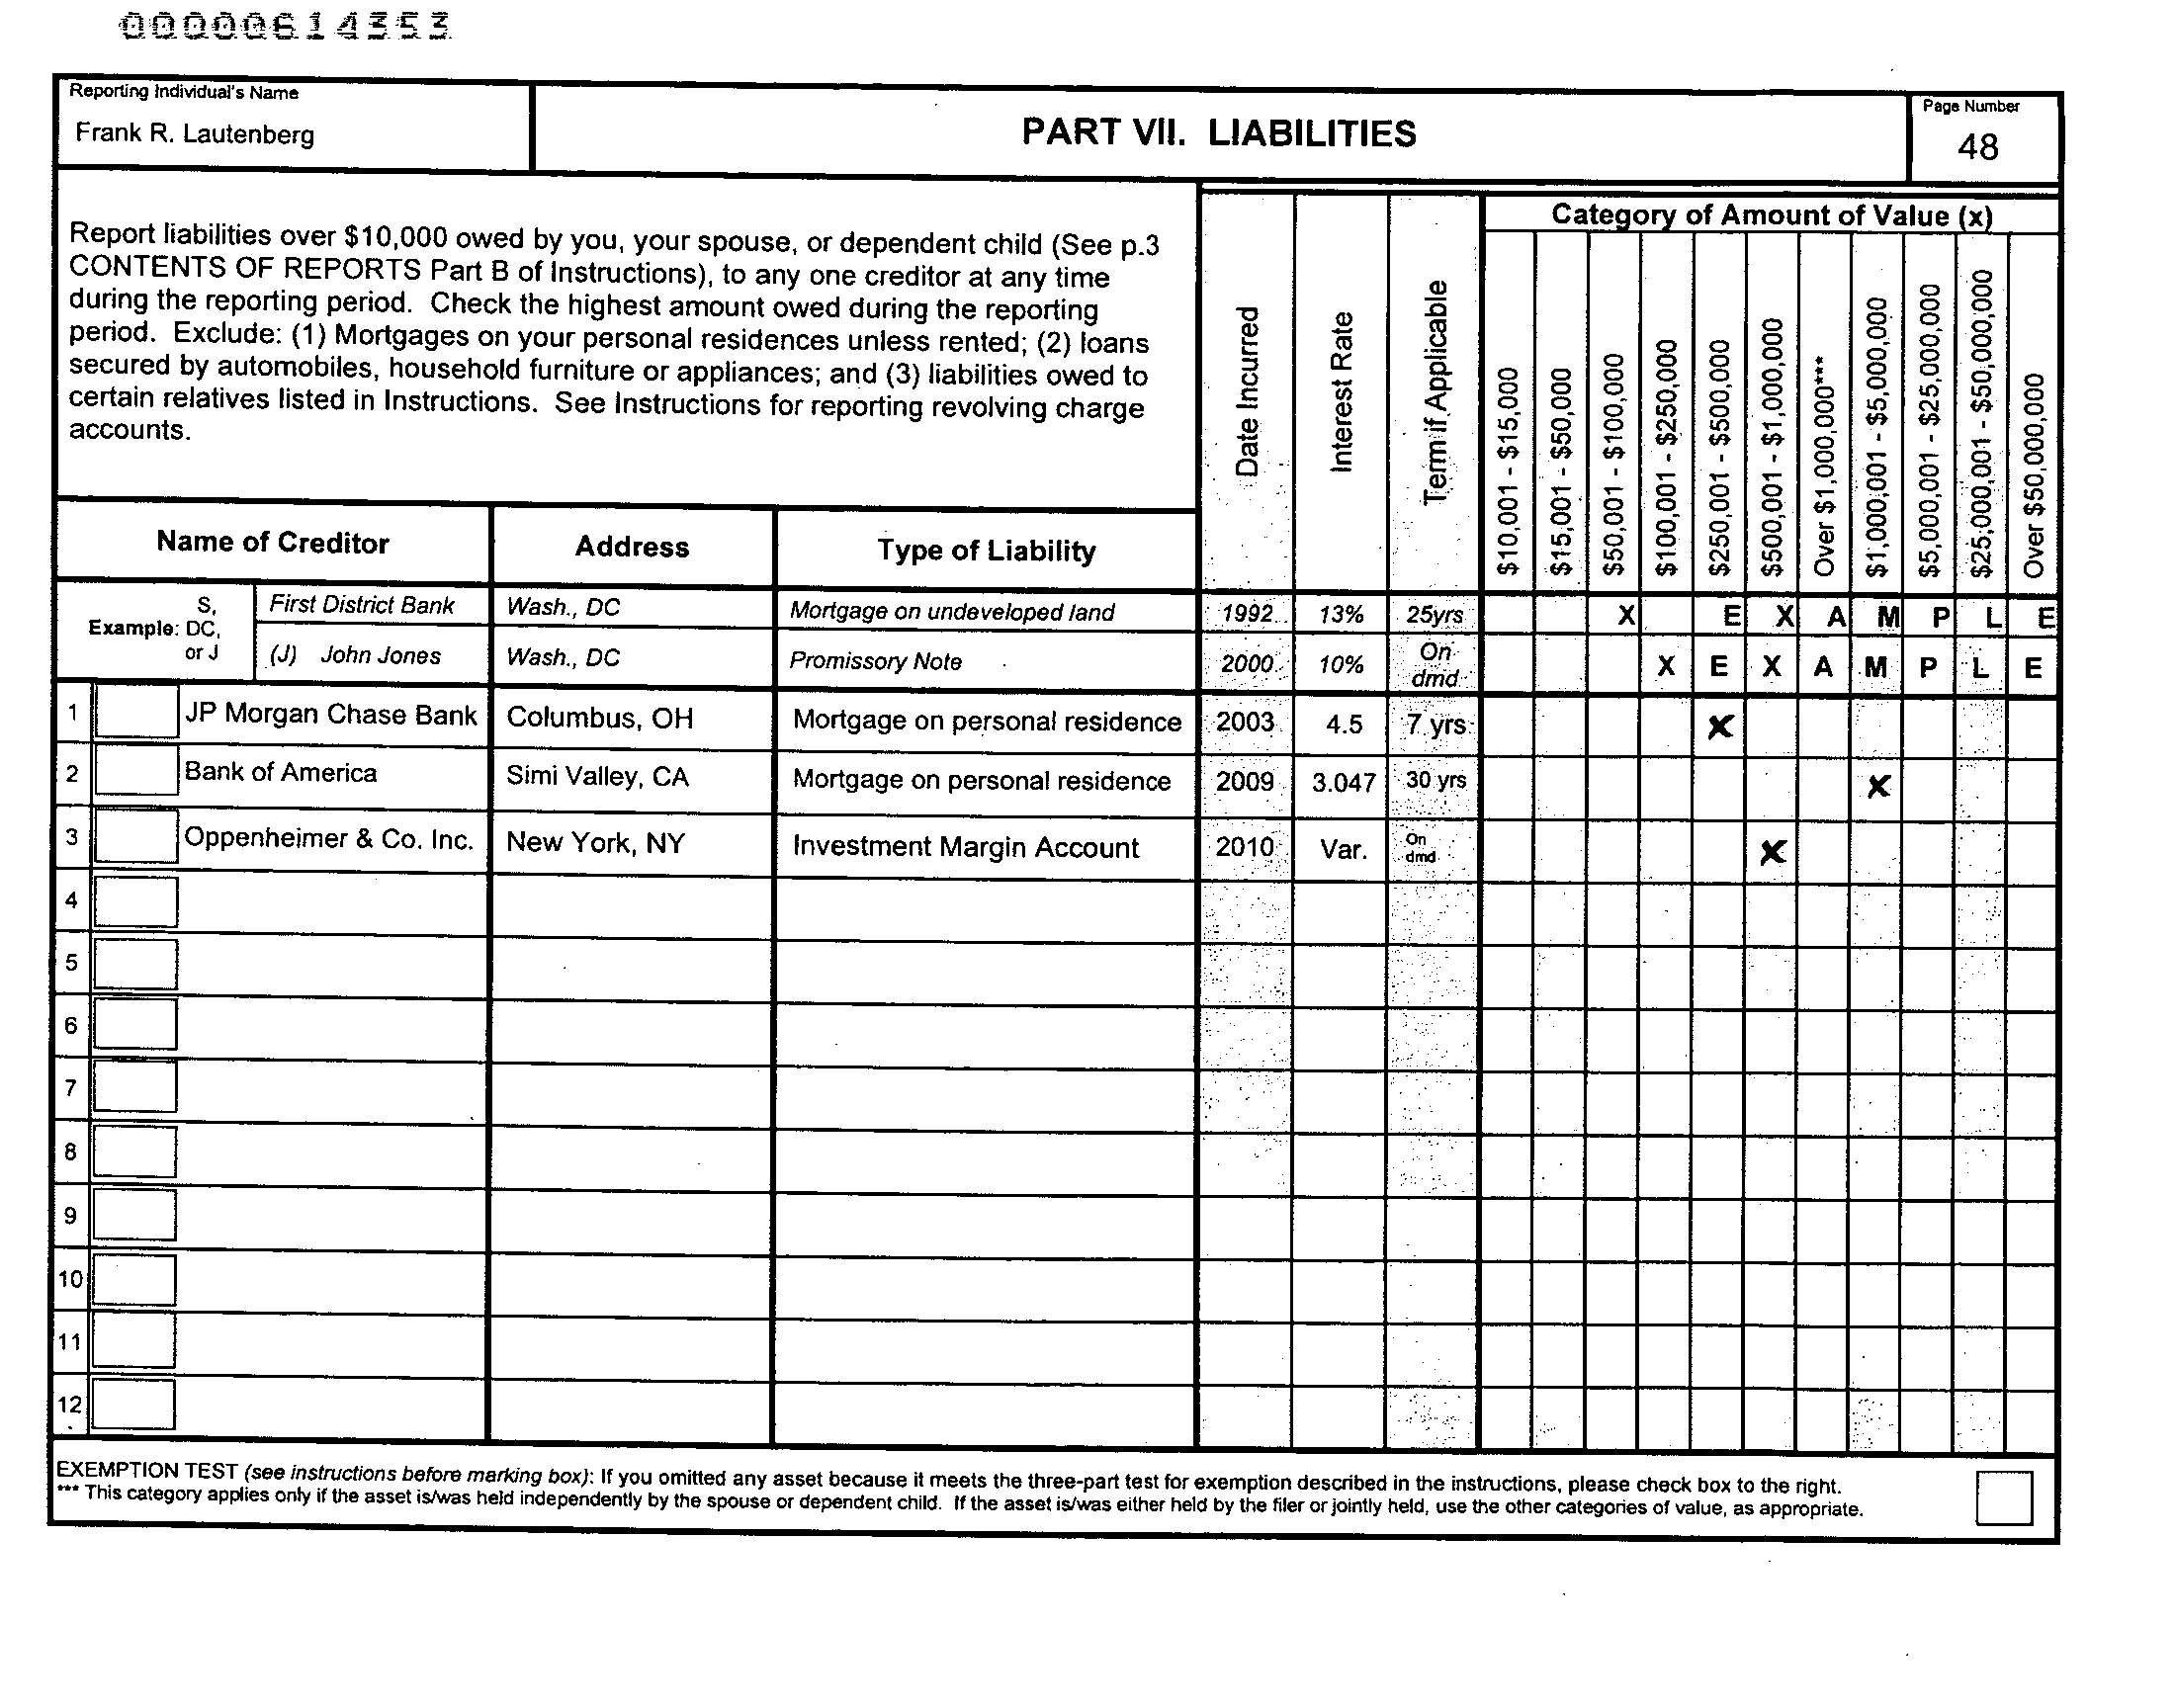 00000614353
Reporting Individual's Name
Frank R. Lautenberg
PART VII. LIABILITIES
Page Number
48
Report liabilities over $10,000 owed by you, your spouse, or dependent child (See p.3
CONTENTS OF REPORTS Part B of Instructions), to any one creditor at any time
during the reporting period. Check the highest amount owed during the reporting
period. Exclude: (1) Mortgages on your personal residences unless rented; (2) loans
secured by automobiles, household furniture or appliances; and (3) liabilities owed to
certain relatives listed in Instructions. See Instructions for reporting revolving charge
accounts.
Date Incurred
Interest Rate
Term if Applicable
Category of Amount of Value (x)
$10,001 - $15,000
$15,001 - $50,000
$50,001 - $100,000
$100,001 - $250,000
$250,001 - $500,000
$500,001 - $1,000,000
Over $1,000,000***
$1,000,001 - $5,000,000
$5,000,001 - $25,000,000
$25,000,001 - $50,000,000
Over $50,000,000
Name of Creditor Address Type of Liability
Example: S, DC, or J
First District Bank Wash., DC Mortgage on undeveloped land 1992 13% 25yrs X E X A M P L E
(J) John Jones Wash., DC Promissory Note 2000 10% On dmd X E X A M P L E
1 JP Morgan Chase Bank Columbus, OH Mortgage on personal residence 2003 4.5 7 yrs X
2 Bank of America Simi Valley, CA Mortgage on personal residence 2009 3.047 30 yrs X
3 Oppenheimer & Co. Inc. New York, NY Investment Margin Account 2010 Var. On dmd X
4
5
6
7
8
9
10
11
12
EXEMPTION TEST (see instructions before marking box): If you omitted any asset because it meets the three-part test for exemption described in the instructions, please check box to the right.
*** This category applies only if the asset is/was held independently by the spouse or dependent child. If the asset is/was either held by the filer or jointly held, use the other categories of value, as appropriate.